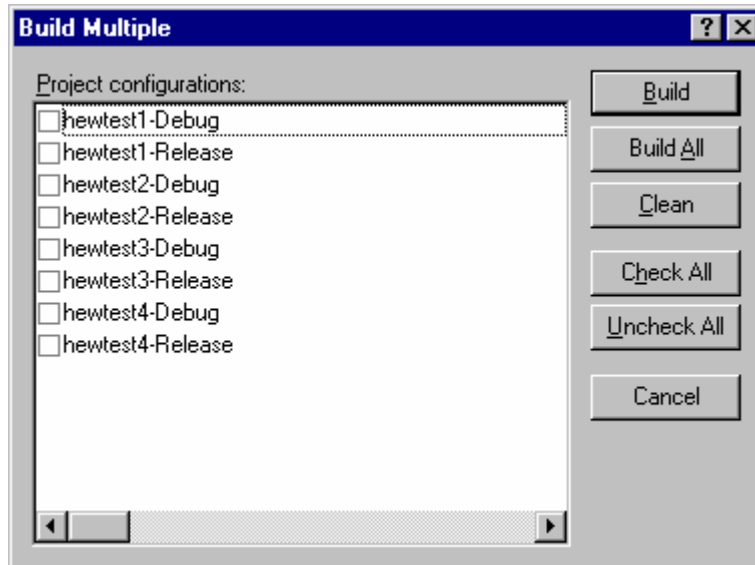 Build Multiple
Project configurations:
hewtest1-Debug
hewtest1-Release
hewtest2-Debug
hewtest2-Release
hewtest3-Debug
hewtest3-Release
hewtest4-Debug
hewtest4-Release
Build
Build All
Clean
Check All
Uncheck All
Cancel